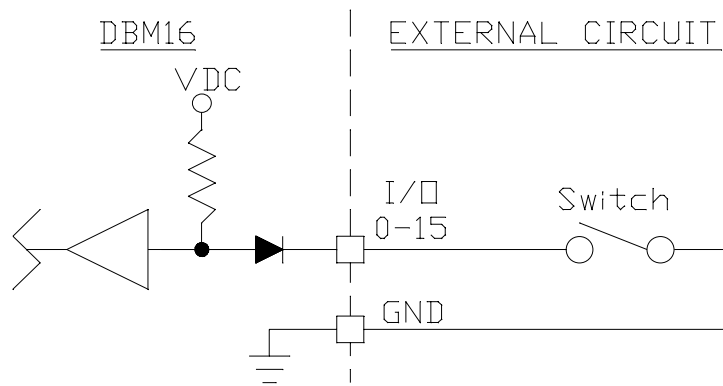 DBM16
EXTERNAL CIRCUIT
VDC
I/O
0-15
Switch
GND